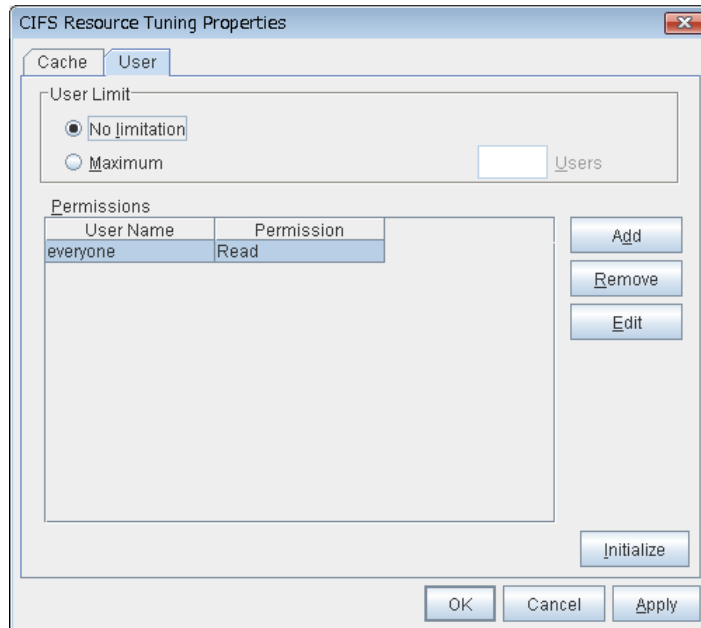 CIFS Resource Tuning Properties
Cache User
User Limit
No limitation
Maximum Users
Permissions
User Name Permission
everyone Read
Add
Remove
Edit
Initialize
OK Cancel Apply